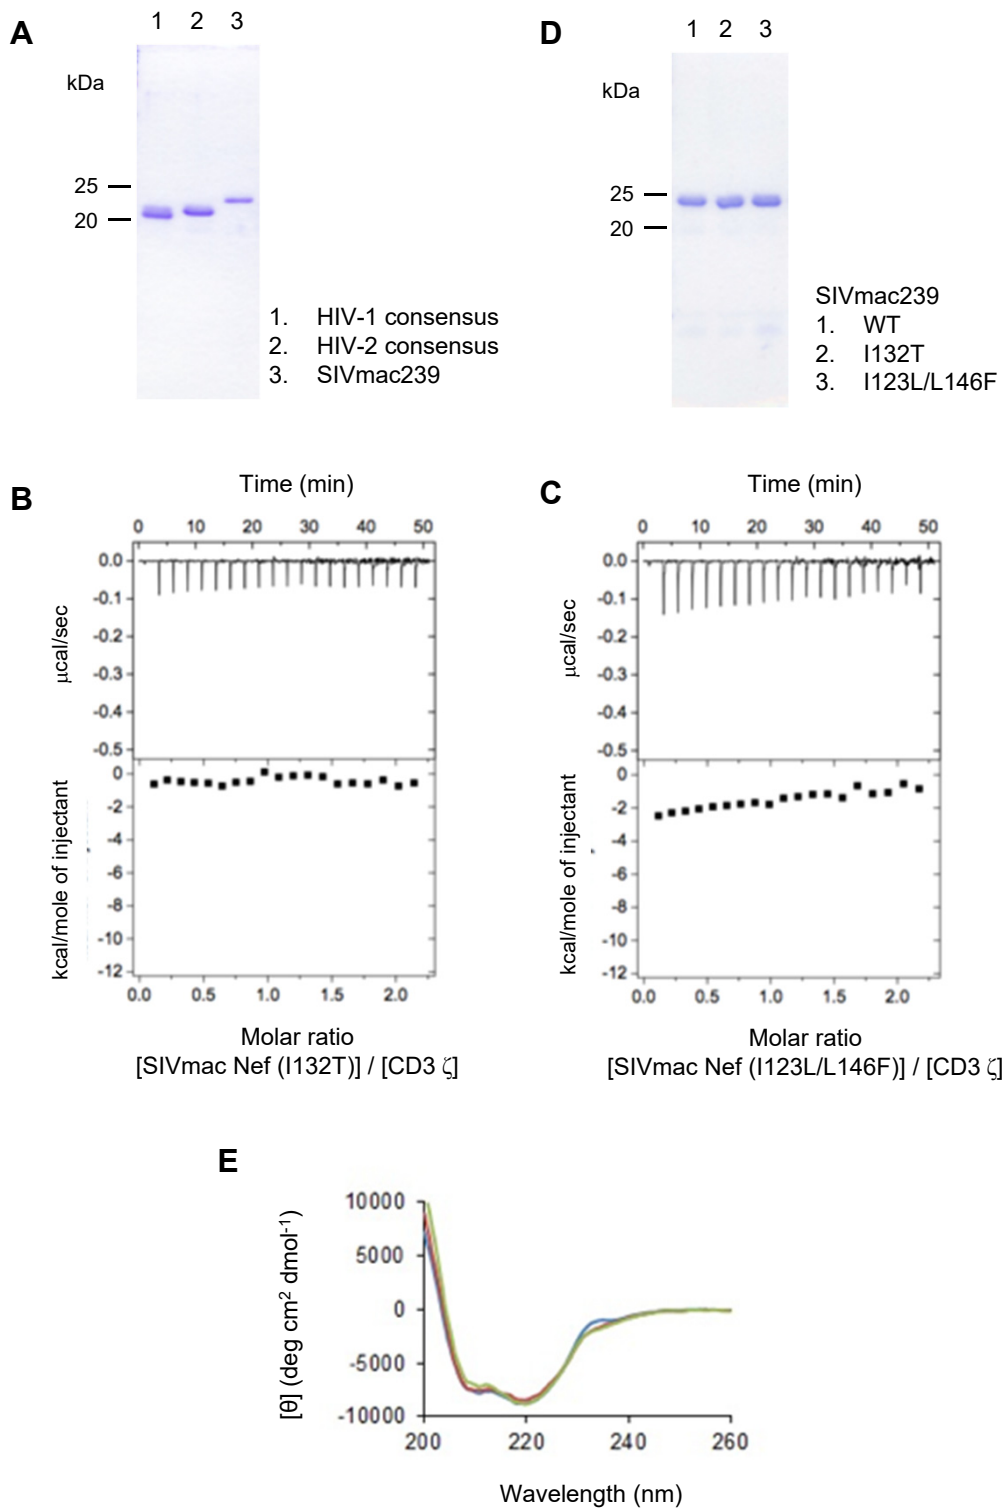 A
1 2 3
kDa
25
20
1. HIV-1 consensus
2. HIV-2 consensus
3. SIVmac239
D
1 2 3
kDa
25
20
SIVmac239
1. WT
2. I132T
3. I123L/L146F
B
Time (min)
0 10 20 30 40 50
0.0
-0.1
-0.2
-0.3
-0.4
-0.5
μcal/sec
0
-2
-4
-6
-8
-10
-12
kcal/mole of injectant
0.0 0.5 1.0 1.5 2.0
Molar ratio
[SIVmac Nef (I132T)] / [CD3 ζ]
C
Time (min)
0 10 20 30 40 50
0.0
-0.1
-0.2
-0.3
-0.4
-0.5
μcal/sec
0
-2
-4
-6
-8
-10
-12
kcal/mole of injectant
0.0 0.5 1.0 1.5 2.0
Molar ratio
[SIVmac Nef (I123L/L146F)] / [CD3 ζ]
E
10000
5000
0
-5000
-10000
[θ] (deg cm² dmol⁻¹)
200 220 240 260
Wavelength (nm)